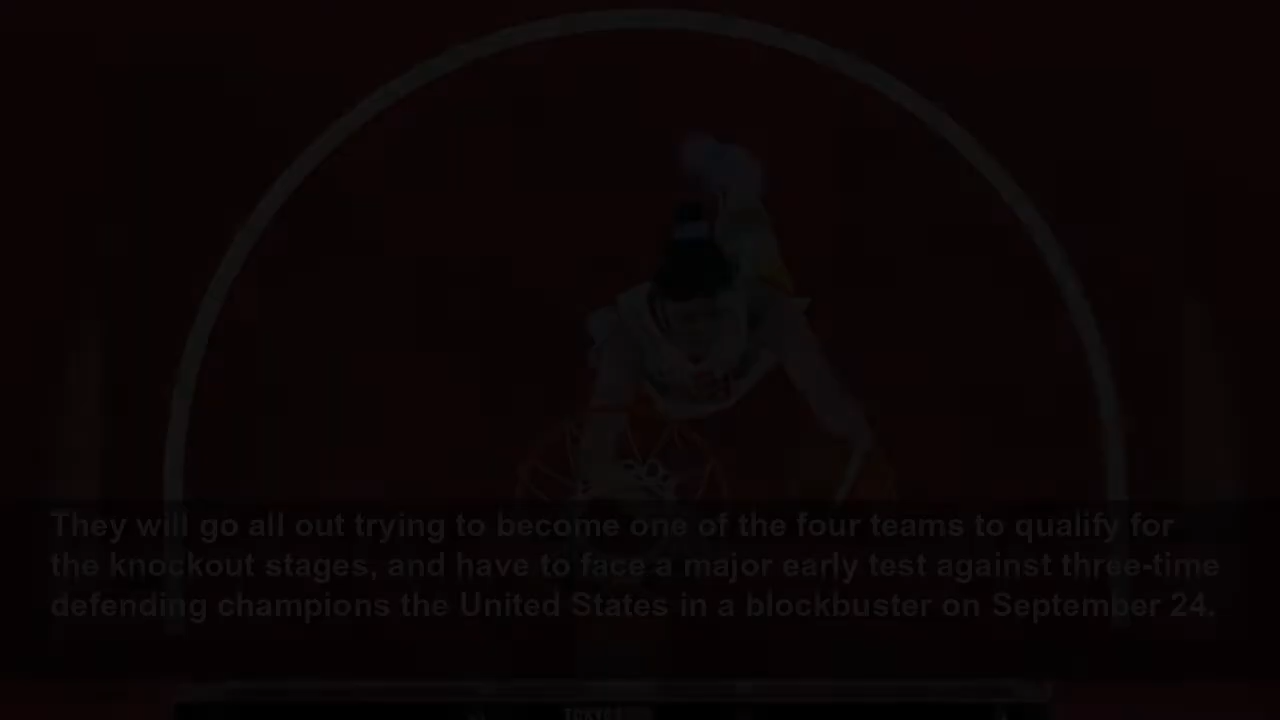 They will go all out trying to become one of the four teams to qualify for
the knockout stages, and have to face a major early test against three-time
defending champions the United States in a blockbuster on September 24.